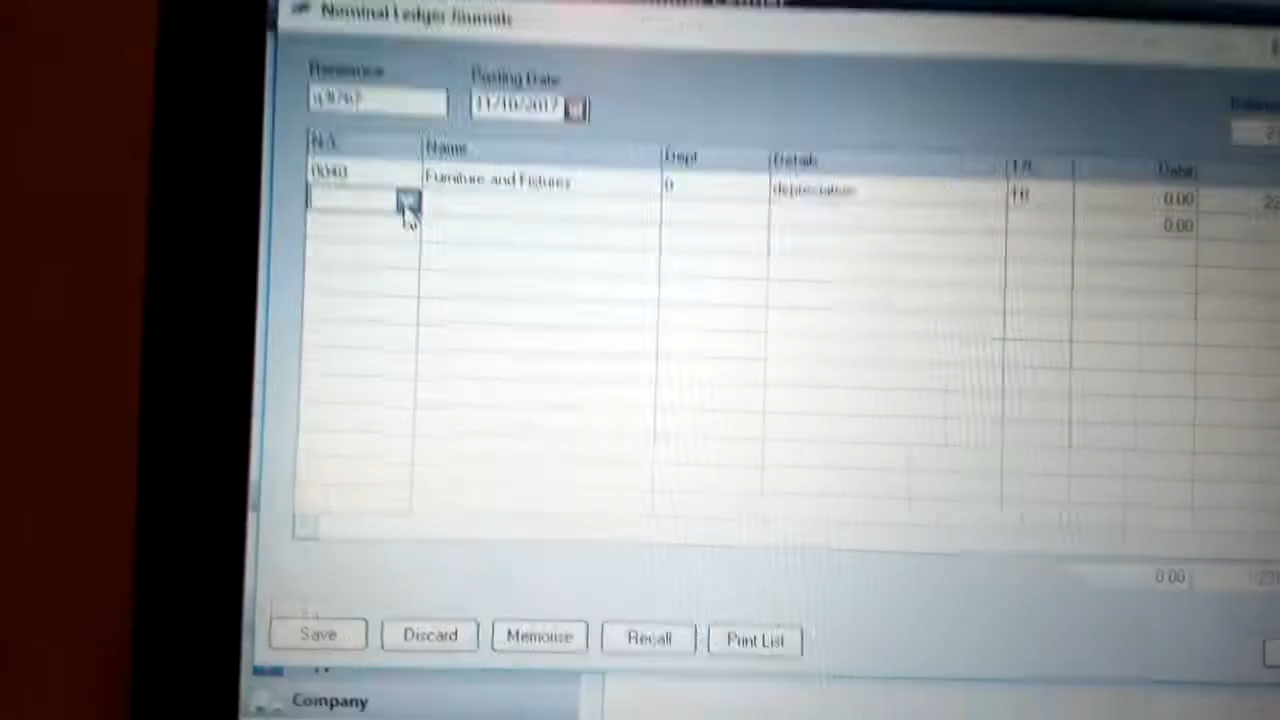 Nominal Ledger Journals
Reference Posting Date
11/10/2017
N/C Name Dept Details T/C Debit
0040 Furniture and Fixtures 0 depreciation 0.00
0.00
0.00
Save Discard Memorise Recall Print List
Company